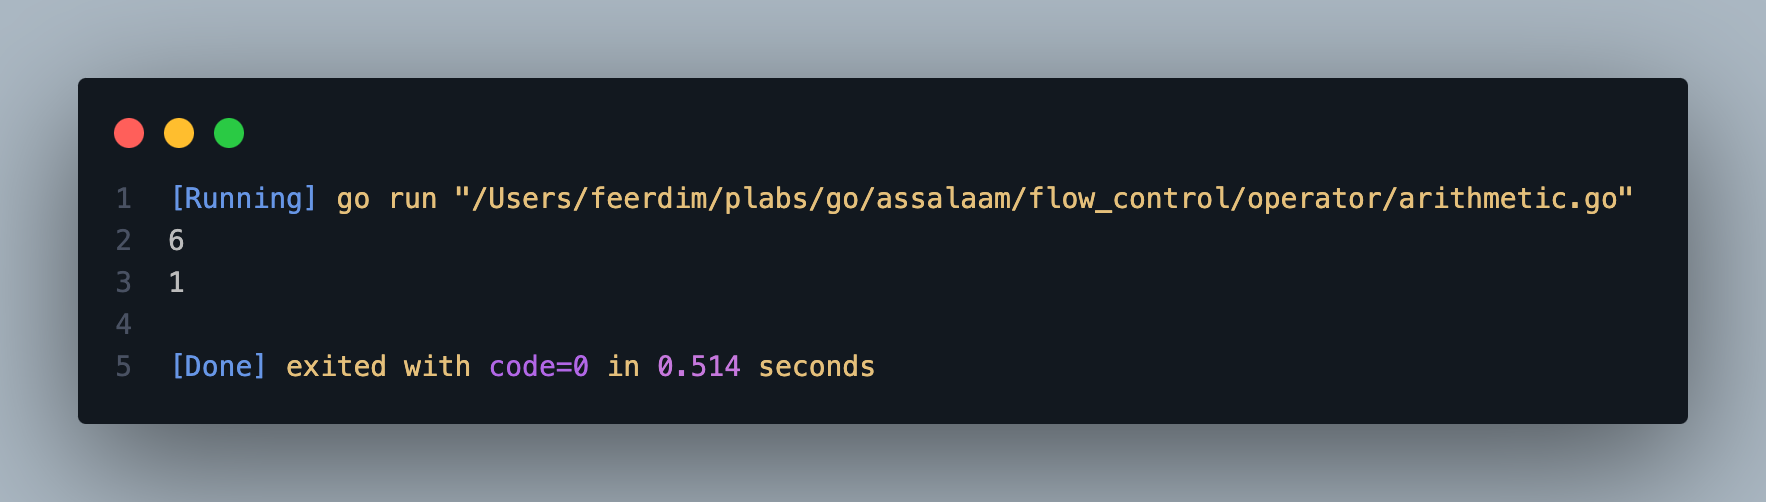 1 [Running] go run "/Users/feerdim/plabs/go/assalaam/flow_control/operator/arithmetic.go"
2 6
3 1
4
5 [Done] exited with code=0 in 0.514 seconds